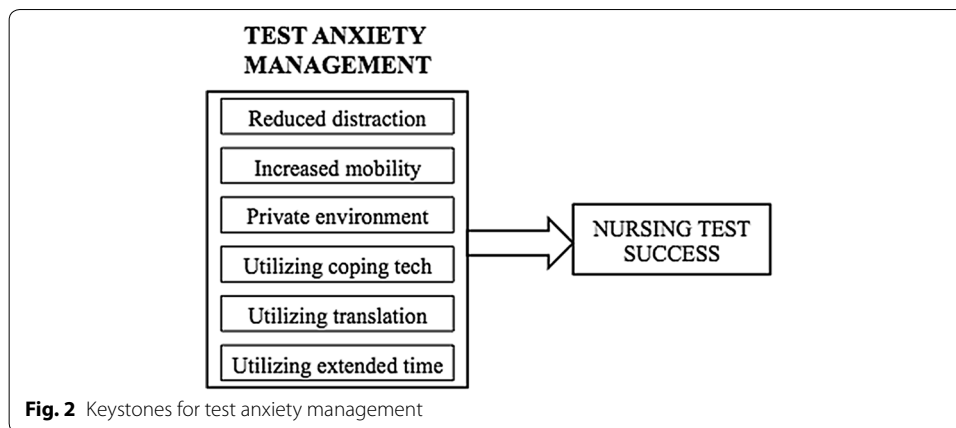 TEST ANXIETY
MANAGEMENT
Reduced distraction
Increased mobility
Private environment
Utilizing coping tech
Utilizing translation
Utilizing extended time
NURSING TEST
SUCCESS
Fig. 2 Keystones for test anxiety management